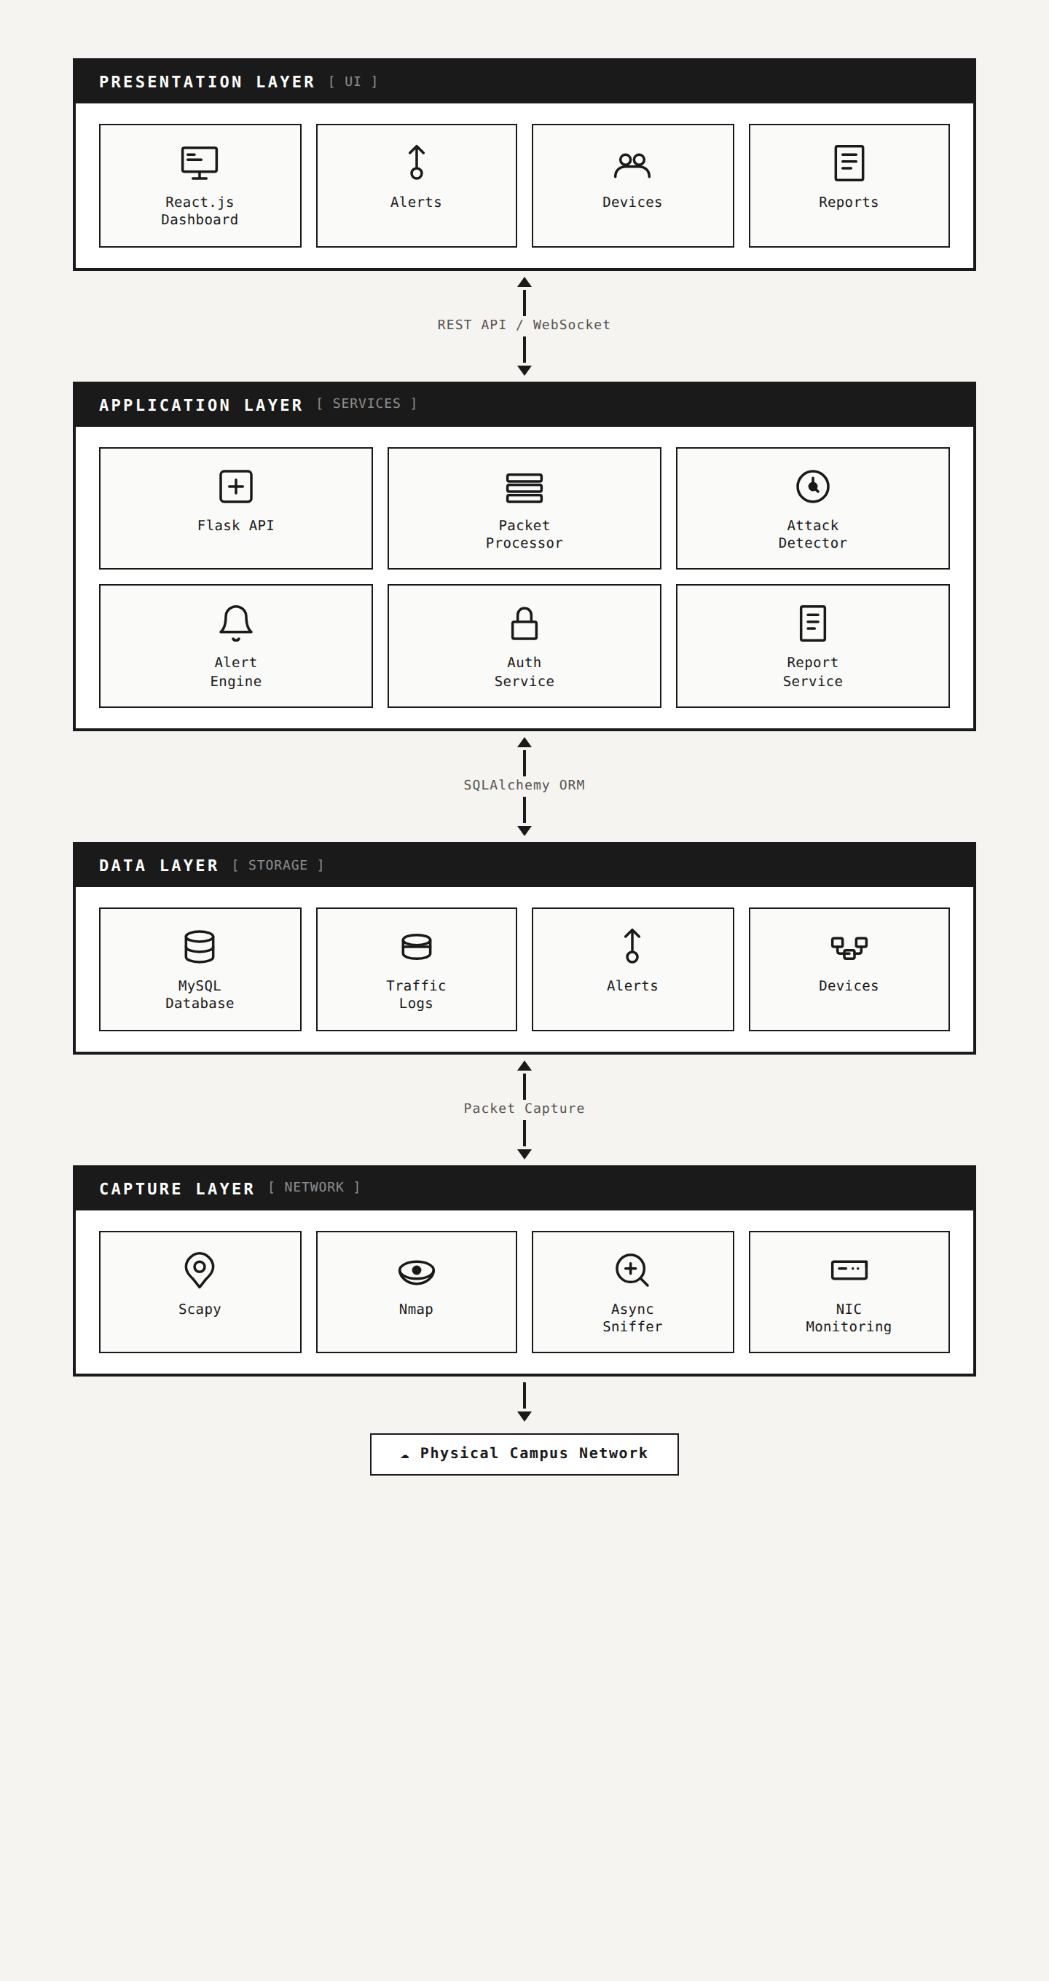 PRESENTATION LAYER [ UI ]
React.js
Dashboard
Alerts
Devices
Reports
REST API / WebSocket
APPLICATION LAYER [ SERVICES ]
Flask API
Packet
Processor
Attack
Detector
Alert
Engine
Auth
Service
Report
Service
SQLAlchemy ORM
DATA LAYER [ STORAGE ]
MySQL
Database
Traffic
Logs
Alerts
Devices
Packet Capture
CAPTURE LAYER [ NETWORK ]
Scapy
Nmap
Async
Sniffer
NIC
Monitoring
☁ Physical Campus Network